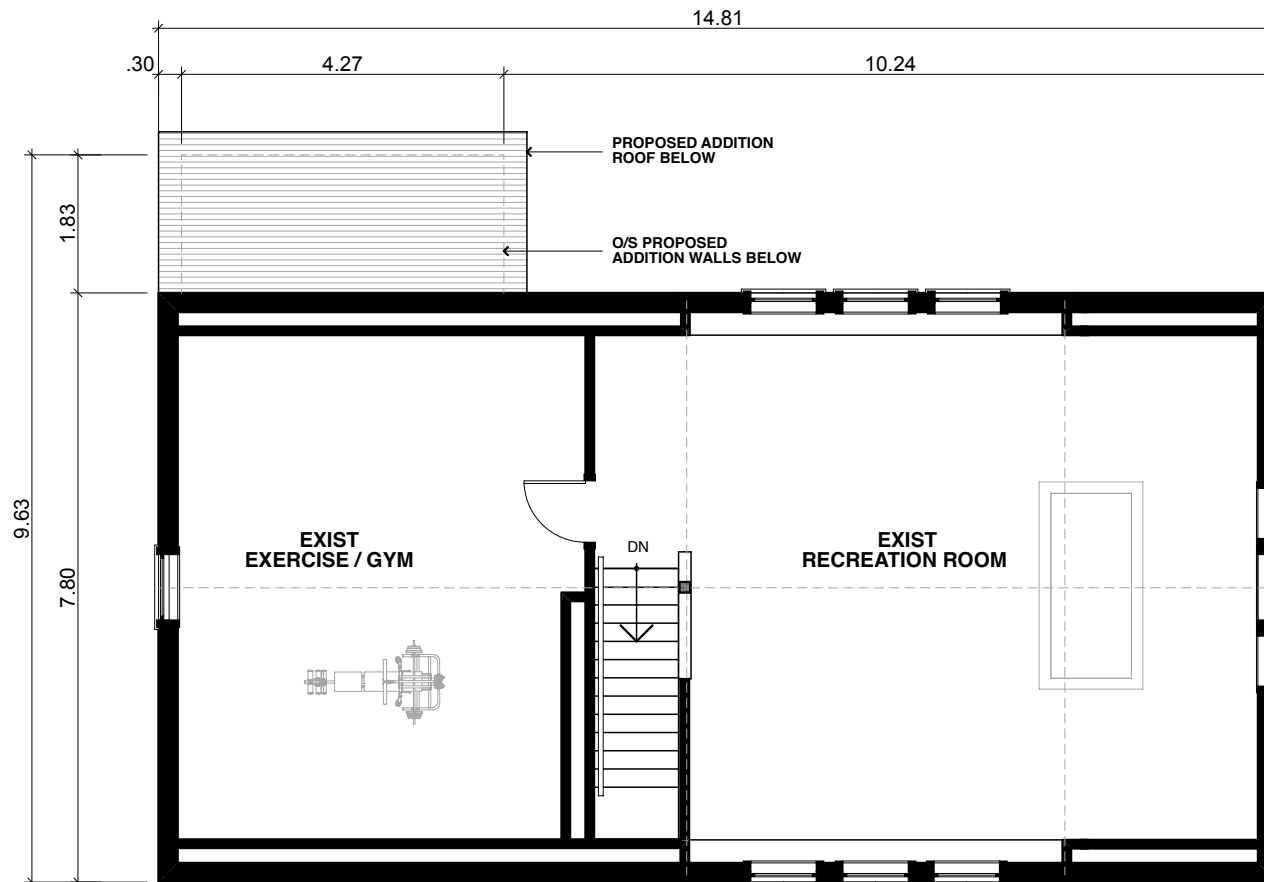 14.81
.30
4.27
10.24
PROPOSED ADDITION
ROOF BELOW
1.83
O/S PROPOSED
ADDITION WALLS BELOW
9.63
7.80
EXIST
EXERCISE / GYM
DN
EXIST
RECREATION ROOM